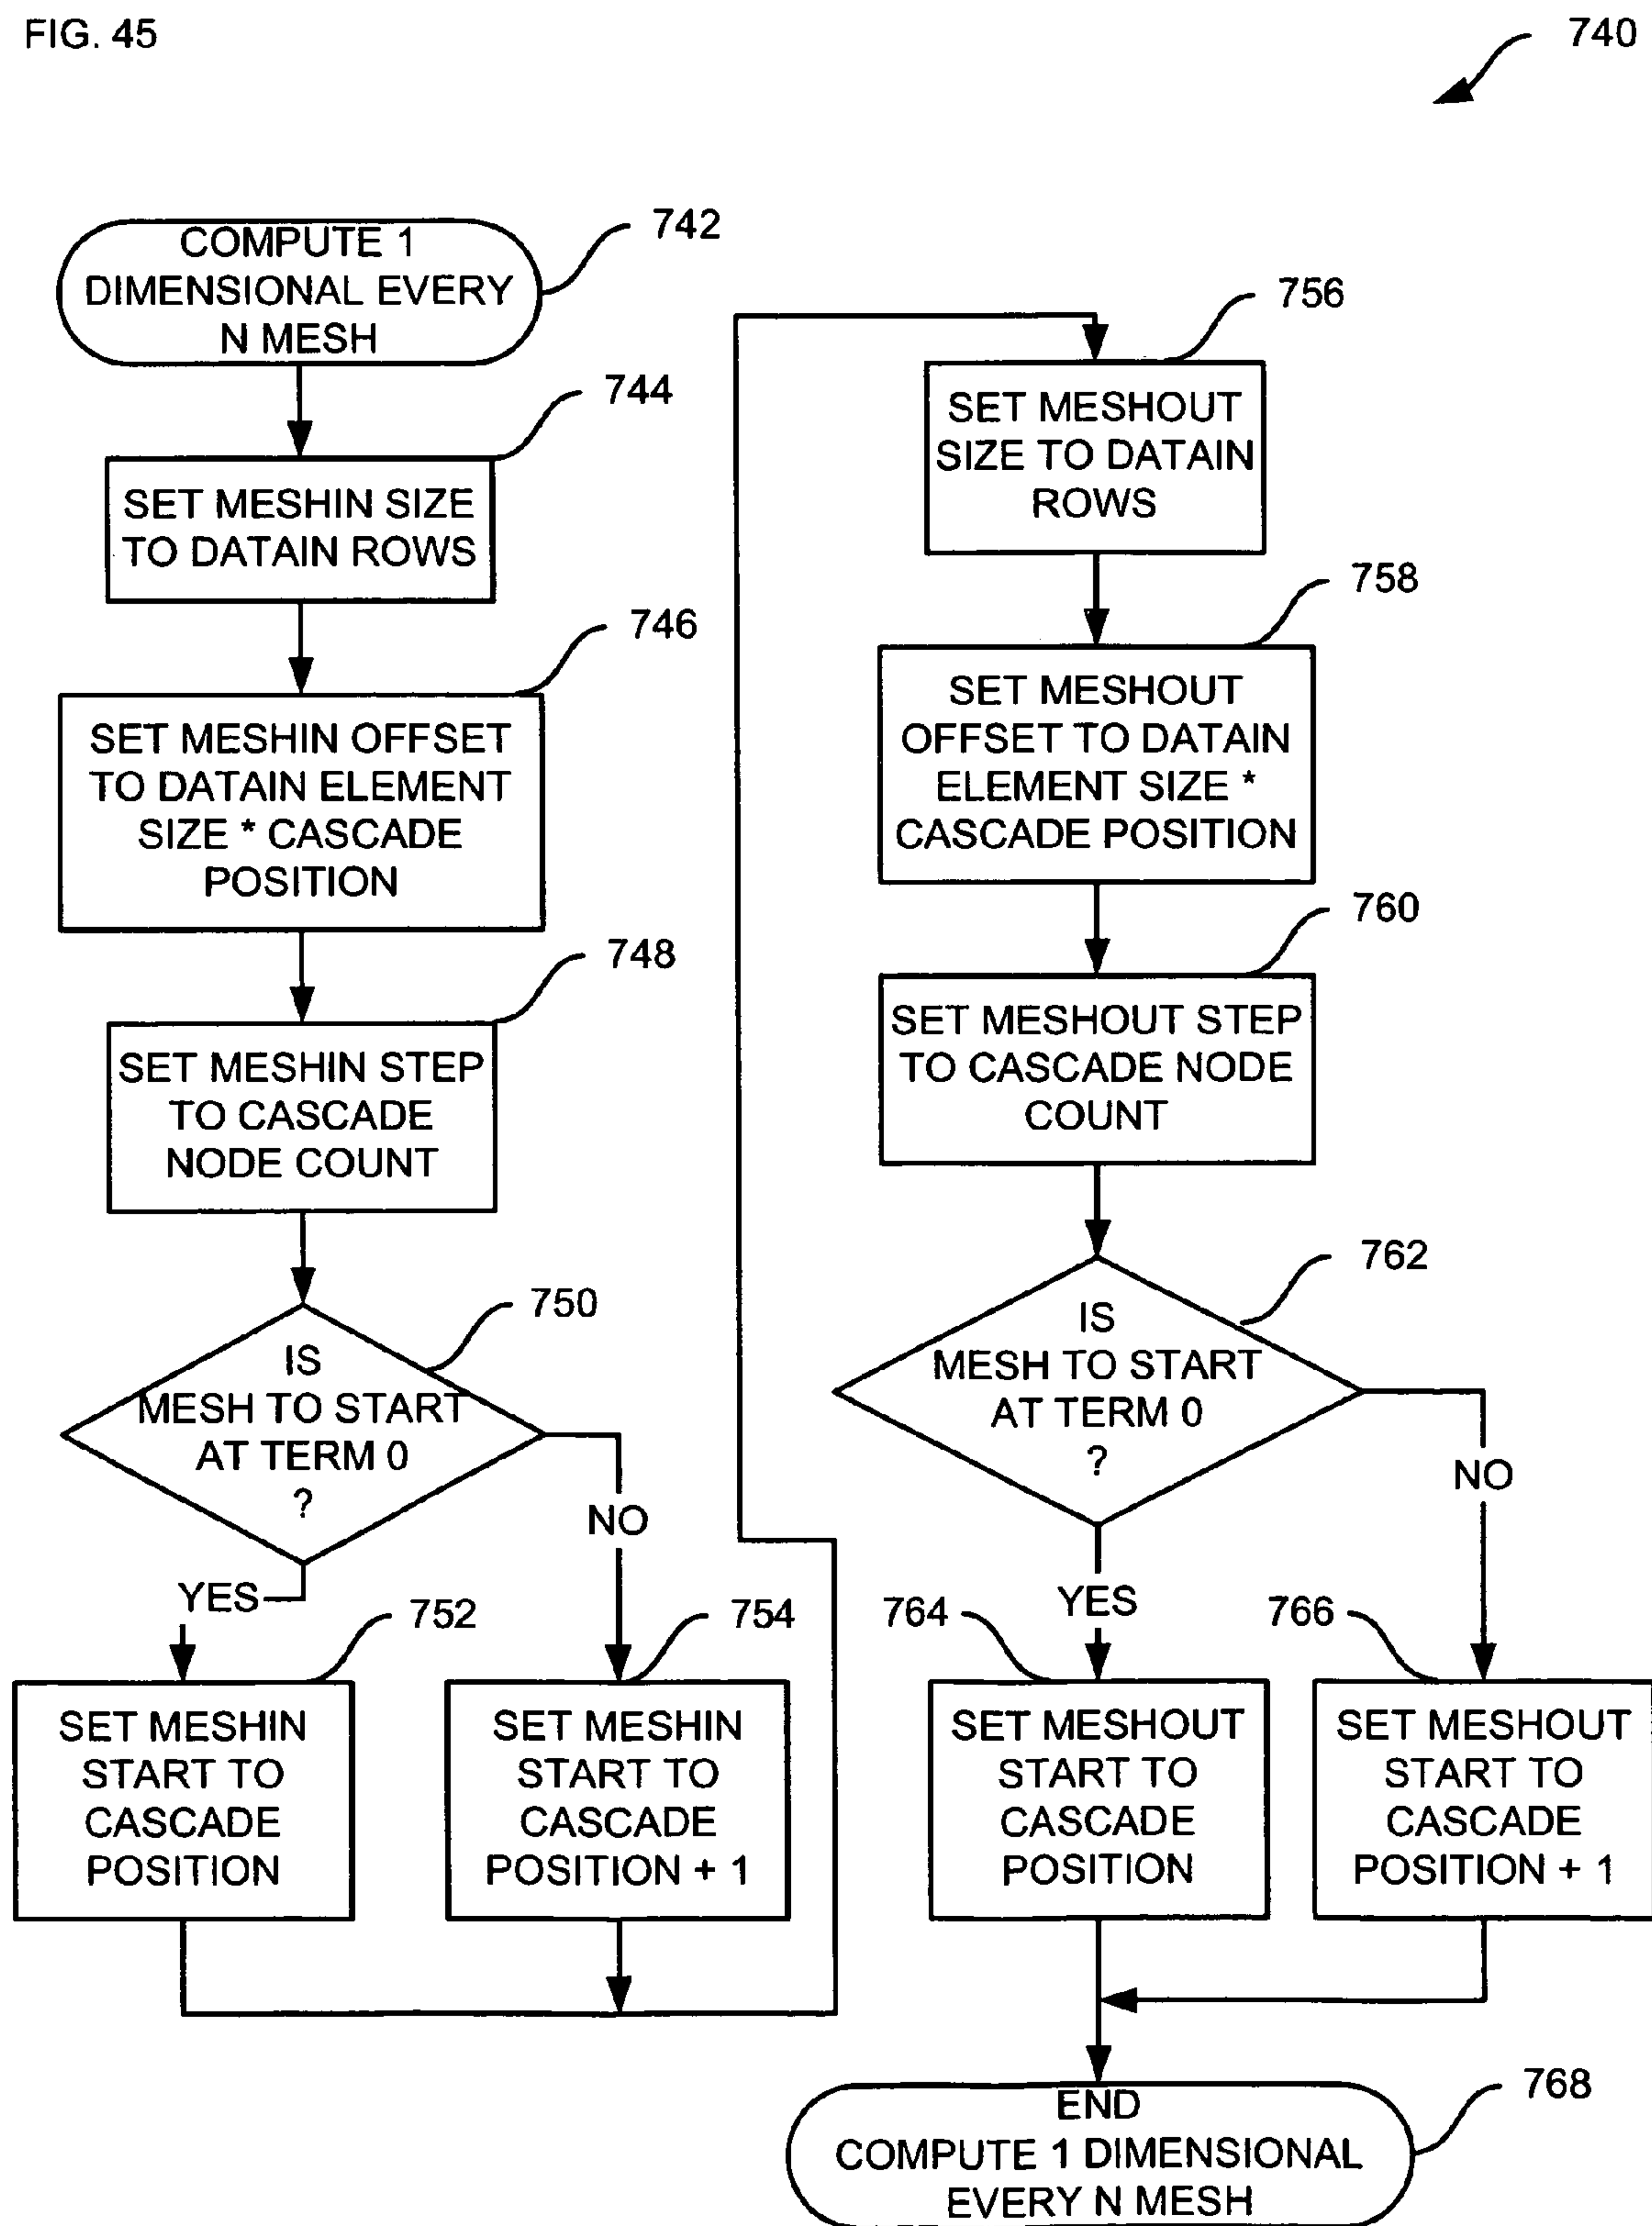 FIG. 45
740
COMPUTE 1
DIMENSIONAL EVERY
N MESH
742
744
SET MESHIN SIZE
TO DATAIN ROWS
746
SET MESHIN OFFSET
TO DATAIN ELEMENT
SIZE * CASCADE
POSITION
748
SET MESHIN STEP
TO CASCADE
NODE COUNT
750
IS
MESH TO START
AT TERM 0
?
YES
NO
752
SET MESHIN
START TO
CASCADE
POSITION
754
SET MESHIN
START TO
CASCADE
POSITION + 1
756
SET MESHOUT
SIZE TO DATAIN
ROWS
758
SET MESHOUT
OFFSET TO DATAIN
ELEMENT SIZE *
CASCADE POSITION
760
SET MESHOUT STEP
TO CASCADE NODE
COUNT
762
IS
MESH TO START
AT TERM 0
?
YES
NO
764
SET MESHOUT
START TO
CASCADE
POSITION
766
SET MESHOUT
START TO
CASCADE
POSITION + 1
768
END
COMPUTE 1 DIMENSIONAL
EVERY N MESH